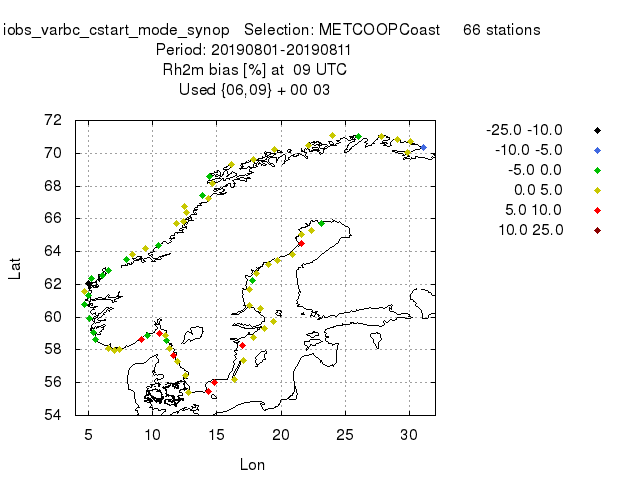 iobs_varbc_cstart_mode_synop Selection: METCOOPCoast 66 stations
Period: 20190801-20190811
Rh2m bias [%] at 09 UTC
Used {06,09} + 00 03
72
70
68
66
64
62
60
58
56
54
5 10 15 20 25 30
Lat
Lon
-25.0 -10.0
-10.0 -5.0
-5.0 0.0
0.0 5.0
5.0 10.0
10.0 25.0